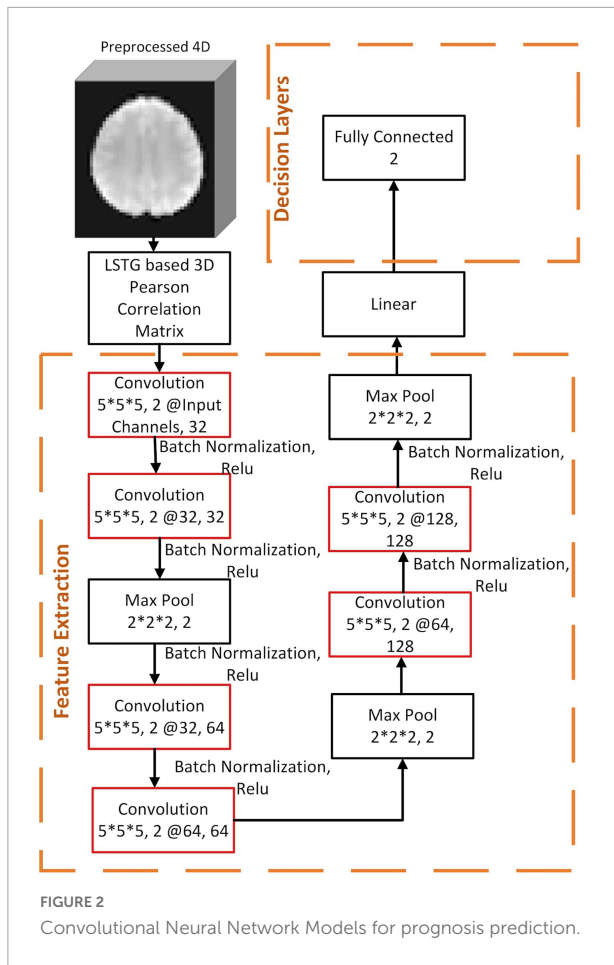 Preprocessed 4D
LSTG based 3D
Pearson
Correlation
Matrix
Feature Extraction
Convolution
5*5*5, 2 @Input
Channels, 32
Batch Normalization,
Relu
Convolution
5*5*5, 2 @32, 32
Batch Normalization,
Relu
Max Pool
2*2*2, 2
Batch Normalization,
Relu
Convolution
5*5*5, 2 @32, 64
Batch Normalization,
Relu
Convolution
5*5*5, 2 @64, 64
Max Pool
2*2*2, 2
Convolution
5*5*5, 2 @64,
128
Batch Normalization,
Relu
Convolution
5*5*5, 2 @128,
128
Batch Normalization,
Relu
Max Pool
2*2*2, 2
Linear
Decision Layers
Fully Connected
2
FIGURE 2
Convolutional Neural Network Models for prognosis prediction.